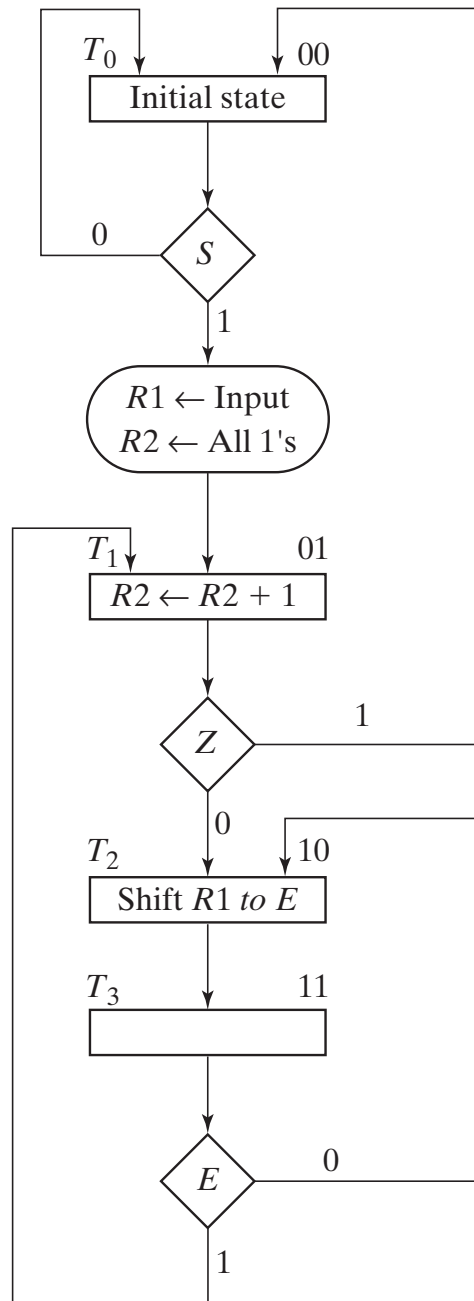 T0 00
Initial state
0 S
1
R1 ← Input
R2 ← All 1's
T1 01
R2 ← R2 + 1
Z 1
0
T2 10
Shift R1 to E
T3 11
E 0
1